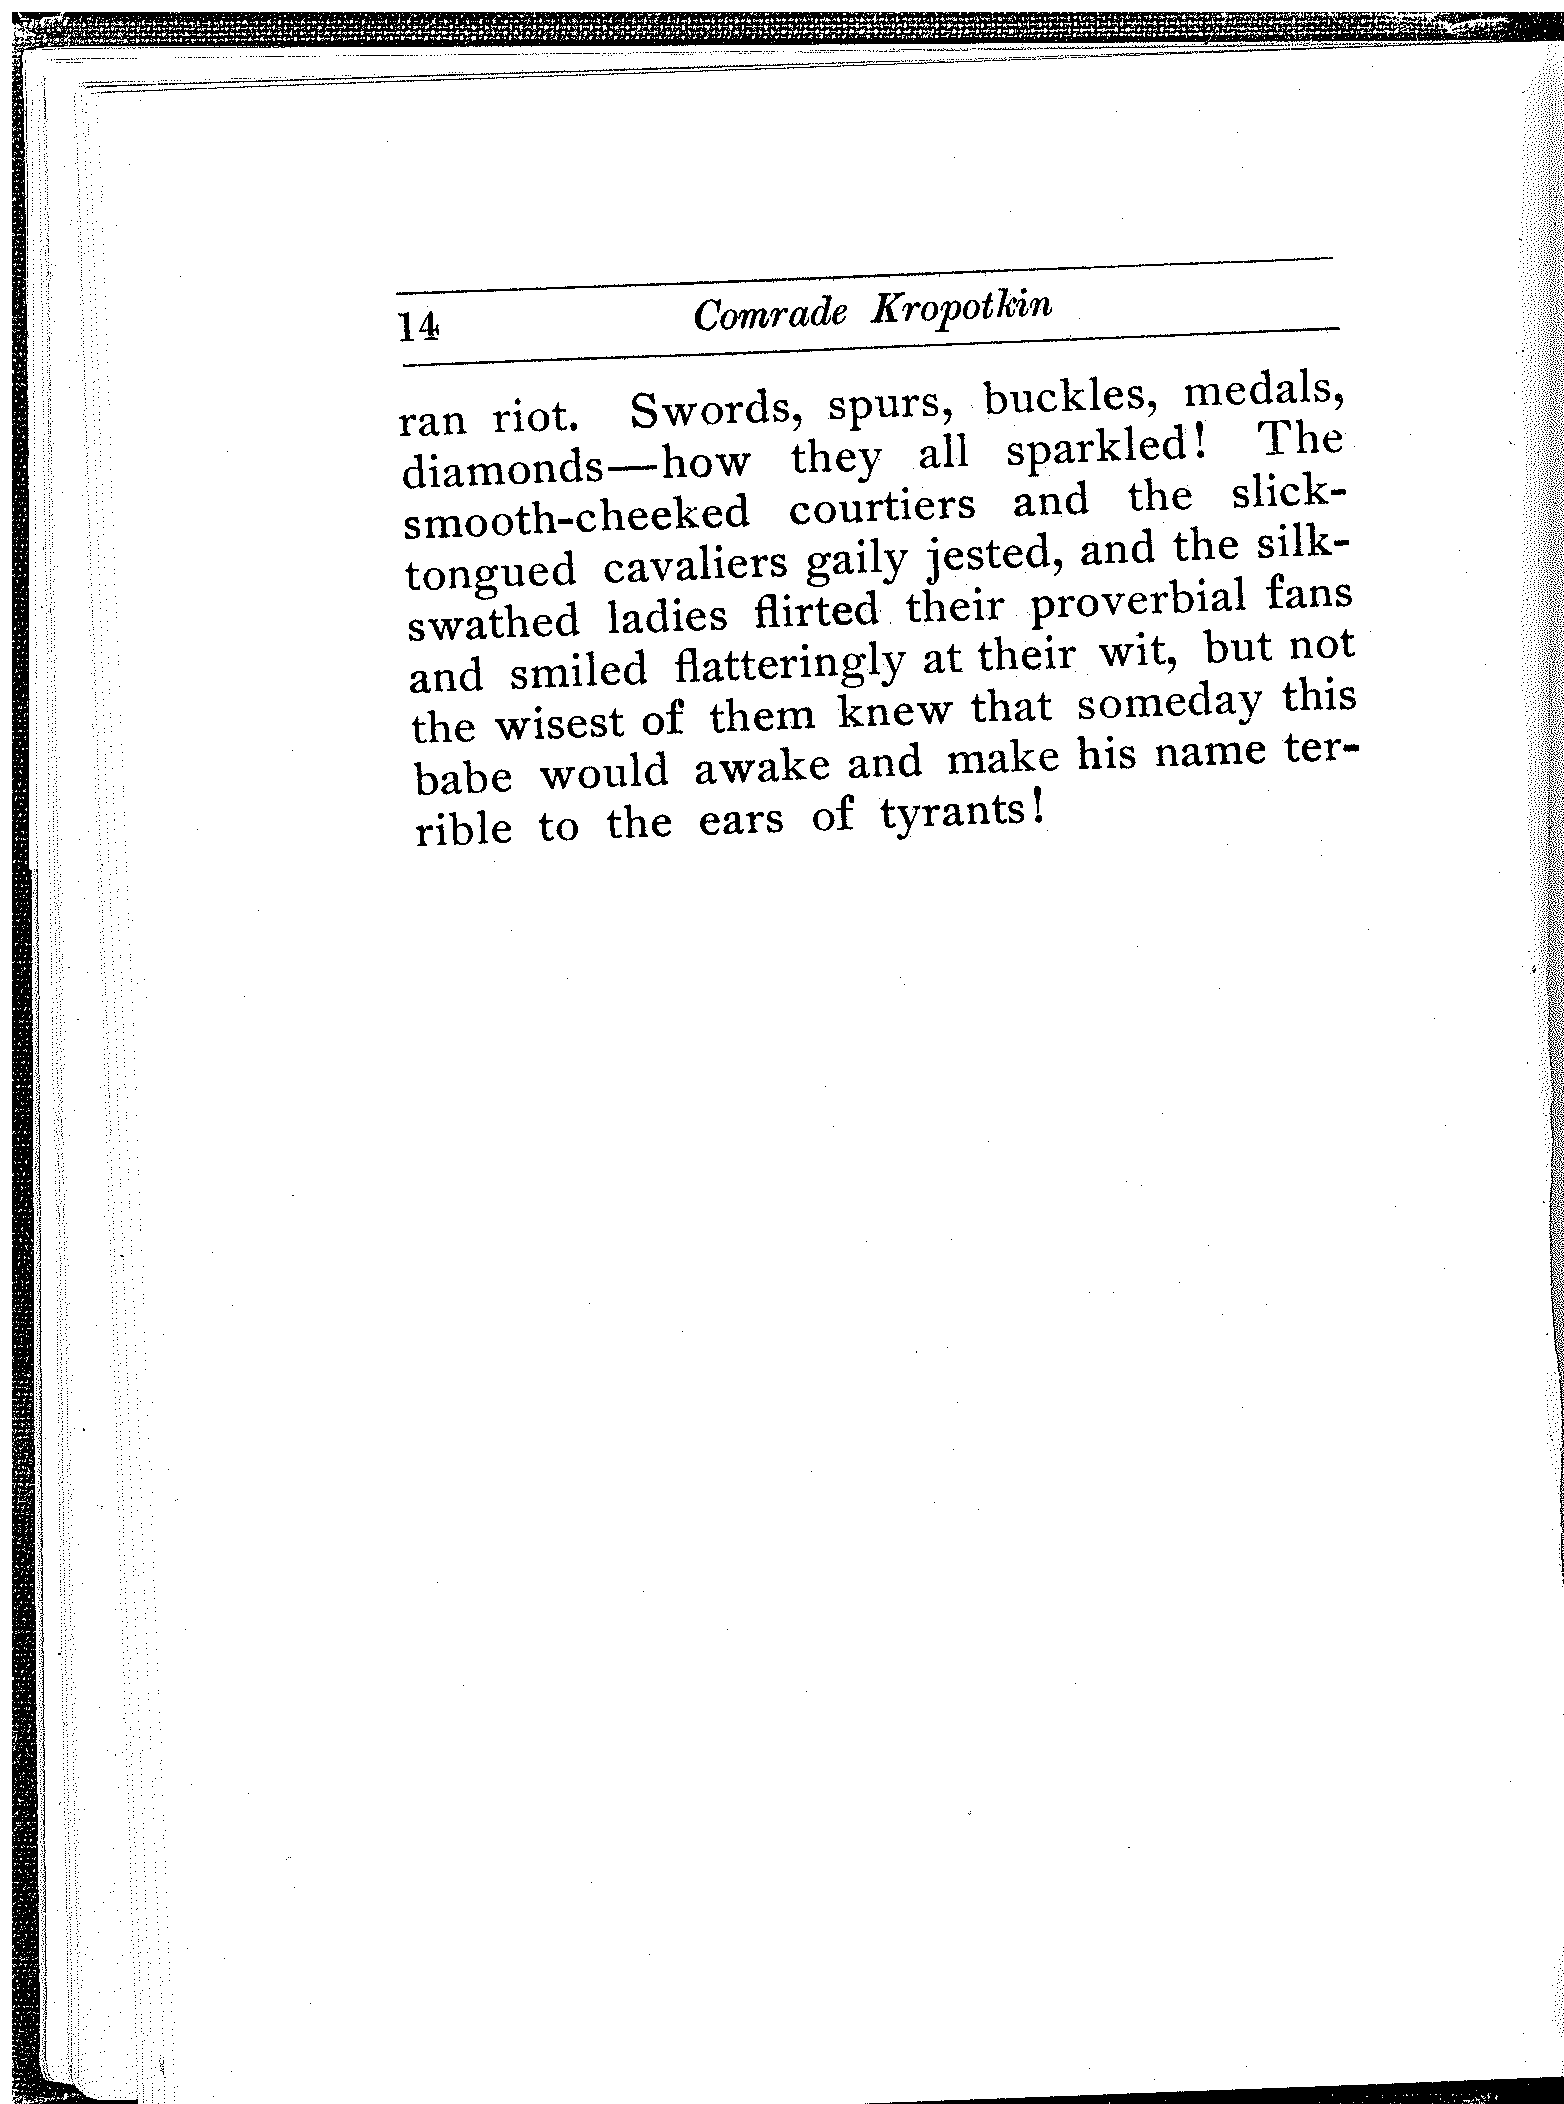 14 Comrade Kropotkin
ran riot. Swords, spurs, buckles, medals,
diamonds—how they all sparkled! The
smooth-cheeked courtiers and the slick-
tongued cavaliers gaily jested, and the silk-
swathed ladies flirted their proverbial fans
and smiled flatteringly at their wit, but not
the wisest of them knew that someday this
babe would awake and make his name ter-
rible to the ears of tyrants!